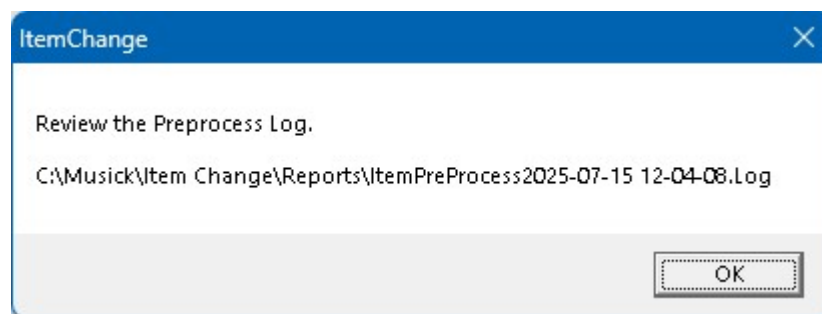 ItemChange
Review the Preprocess Log.
C:\Musick\Item Change\Reports\ItemPreProcess2025-07-15 12-04-08.Log
OK